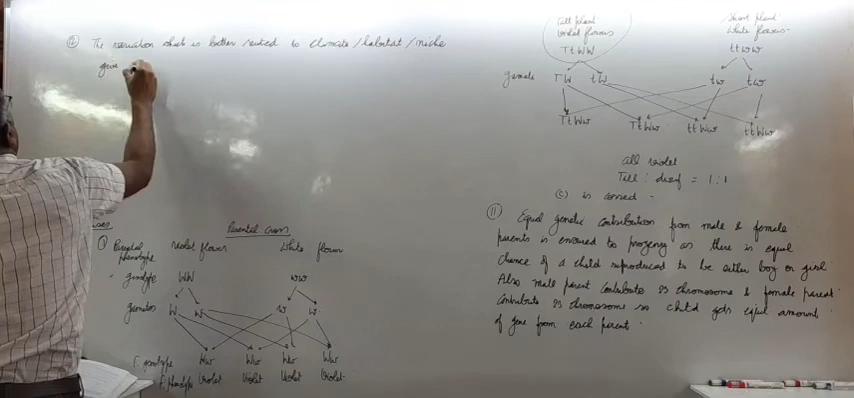 (12) The variation which is better suited to climate/habitat/niche
give
Parental Cross
① Parental phenotype violet flower White flower
" genotype WW ww
gametes W W w w
F. genotype Ww Ww Ww Ww
F. phenotype Violet Violet Violet Violet
Tall plant
violet flowers
TtWW
Short plant
White flowers
ttww
gamete TW tW tw tw
TtWw TtWw ttWw ttWw
all violet
Tall : dwarf = 1:1
(c) is correct
⑪ Equal genetic contribution from male & female
parents is ensured to progeny as there is equal
chance of a child reproduced to be either boy or girl.
Also male parent contribute 23 chromosome & female parent
contribute 23 chromosome so child gets equal amount
of gene from each parent.